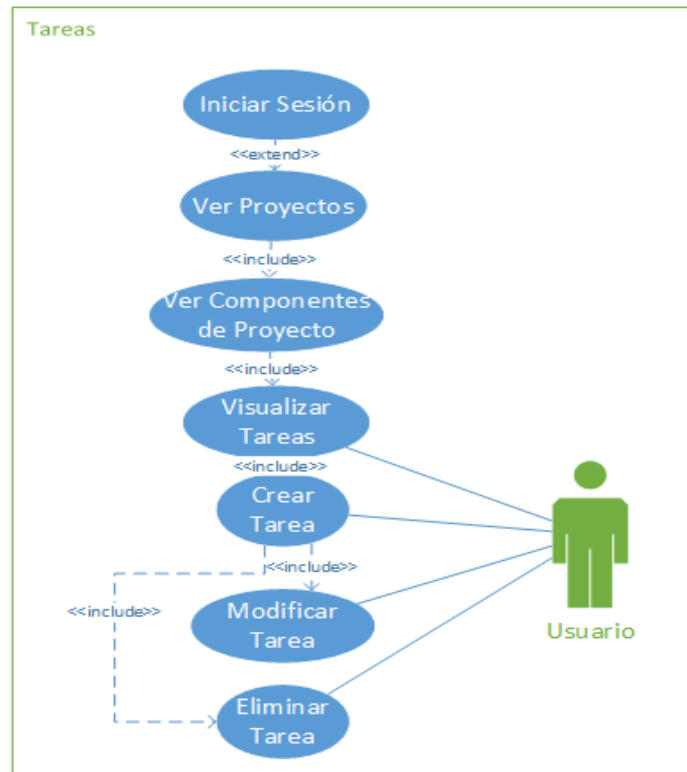 Tareas
Iniciar Sesión
<<extend>>
Ver Proyectos
<<include>>
Ver Componentes
de Proyecto
<<include>>
Visualizar
Tareas
<<include>>
Crear
Tarea
<<include>>
<<include>>
Modificar
Tarea
Usuario
Eliminar
Tarea